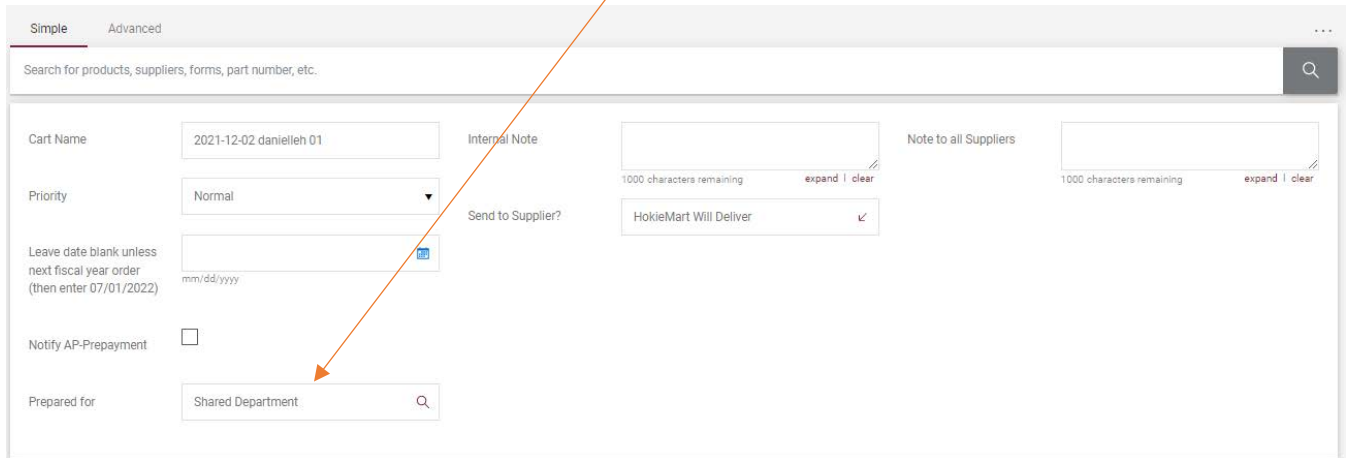 Simple Advanced ...
Search for products, suppliers, forms, part number, etc.
Cart Name
2021-12-02 danielleh 01
Priority
Normal
Leave date blank unless
next fiscal year order
(then enter 07/01/2022)
mm/dd/yyyy
Notify AP-Prepayment
Prepared for
Shared Department
Internal Note
1000 characters remaining expand | clear
Send to Supplier?
HokieMart Will Deliver
Note to all Suppliers
1000 characters remaining expand | clear